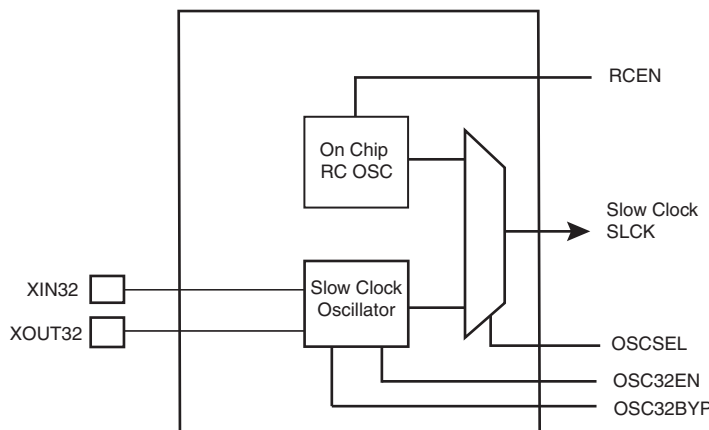 RCEN
On Chip
RC OSC
Slow Clock
SLCK
XIN32
Slow Clock
Oscillator
XOUT32
OSCSEL
OSC32EN
OSC32BYP